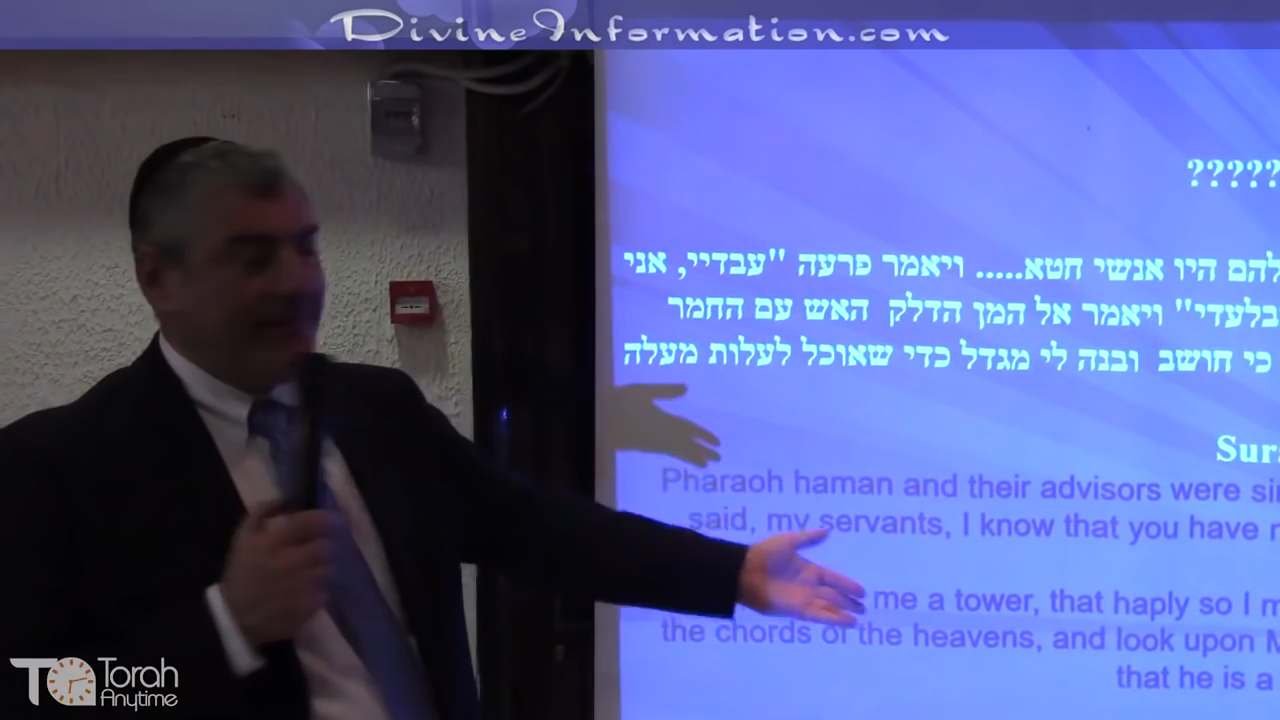 DivineInformation.com
?????
להם היו אנשי חטא..... ויאמר פרעה "עבדיי, אני
בלעדי" ויאמר אל המן הדלק האש עם החמר
כי חושב ובנה לי מגדל כדי שאוכל לעלות מעלה
Pharaoh haman and their advisors were
said, my servants, I know that you have
me a tower, that haply so I
the chords of the heavens, and look upon
that he is a
Torah
Anytime